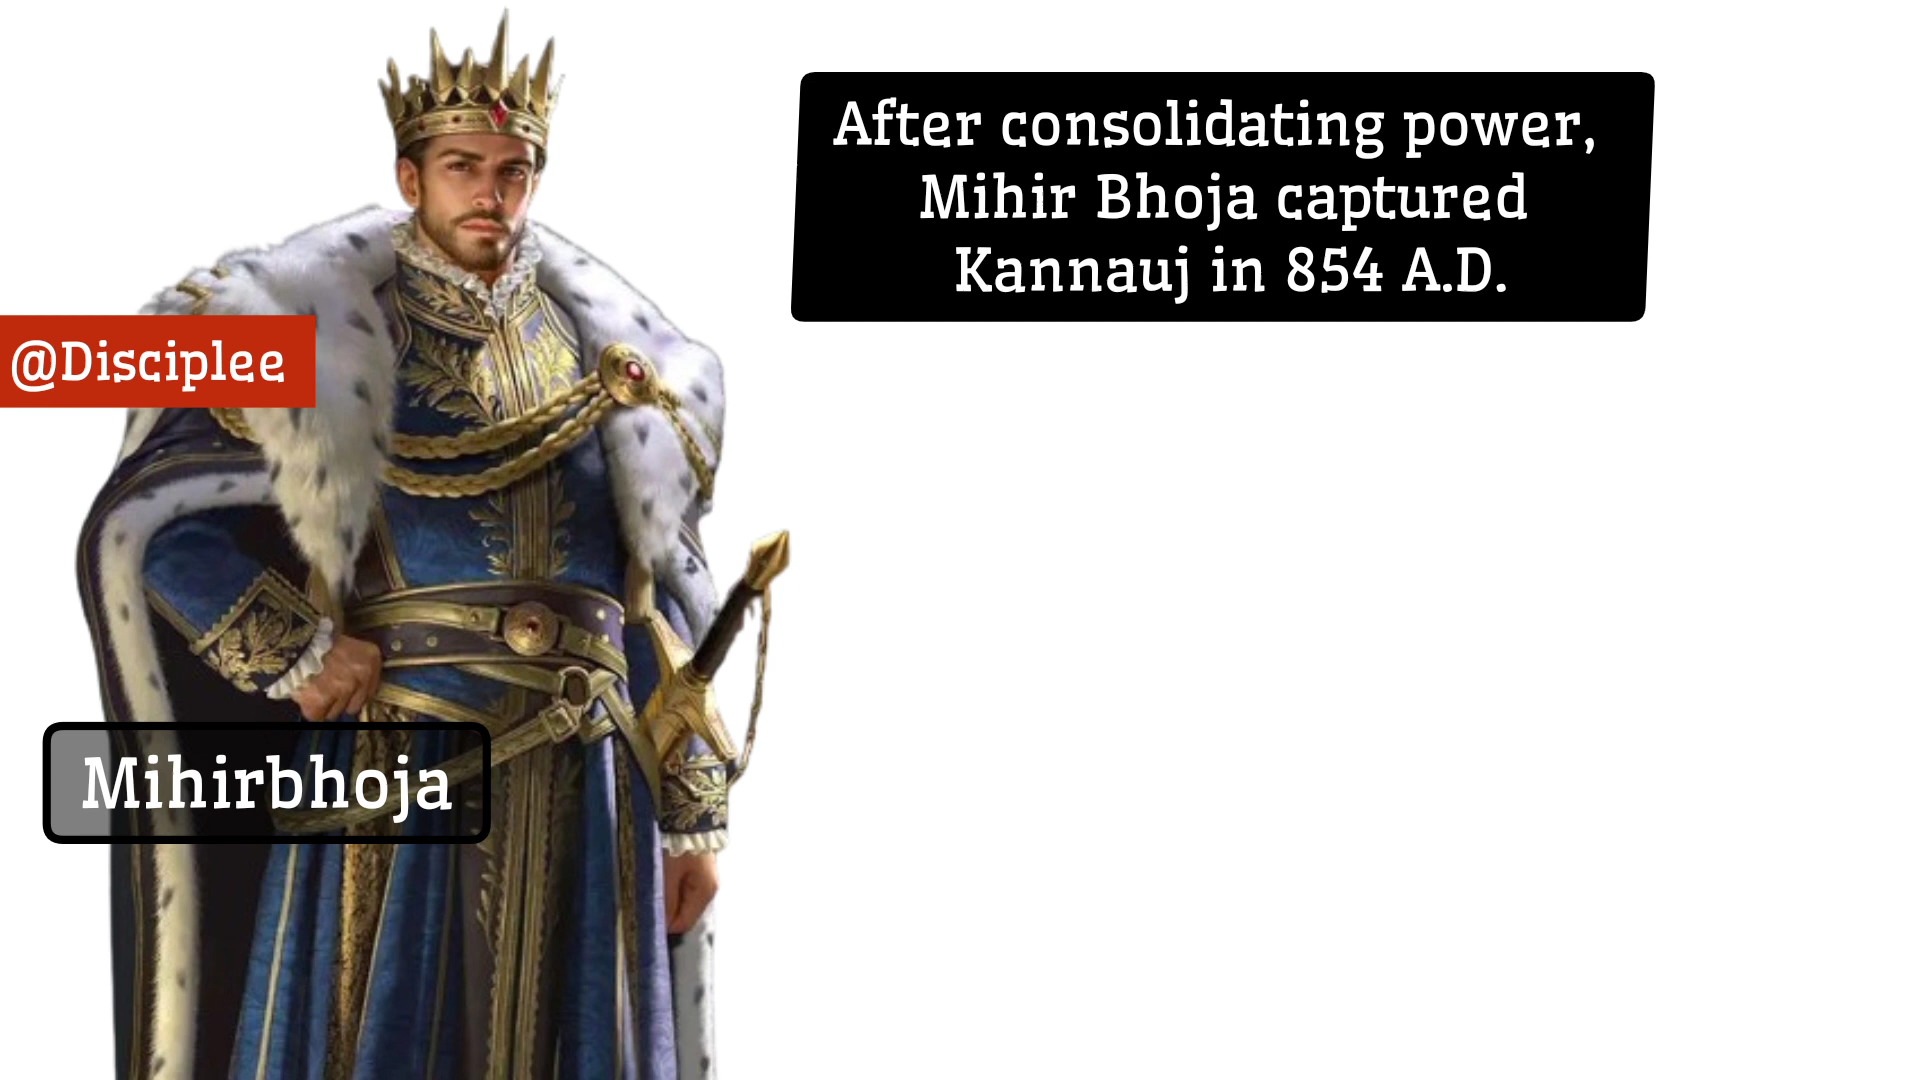 After consolidating power,
Mihir Bhoja captured
Kannauj in 854 A.D.
@Disciplee
Mihirbhoja